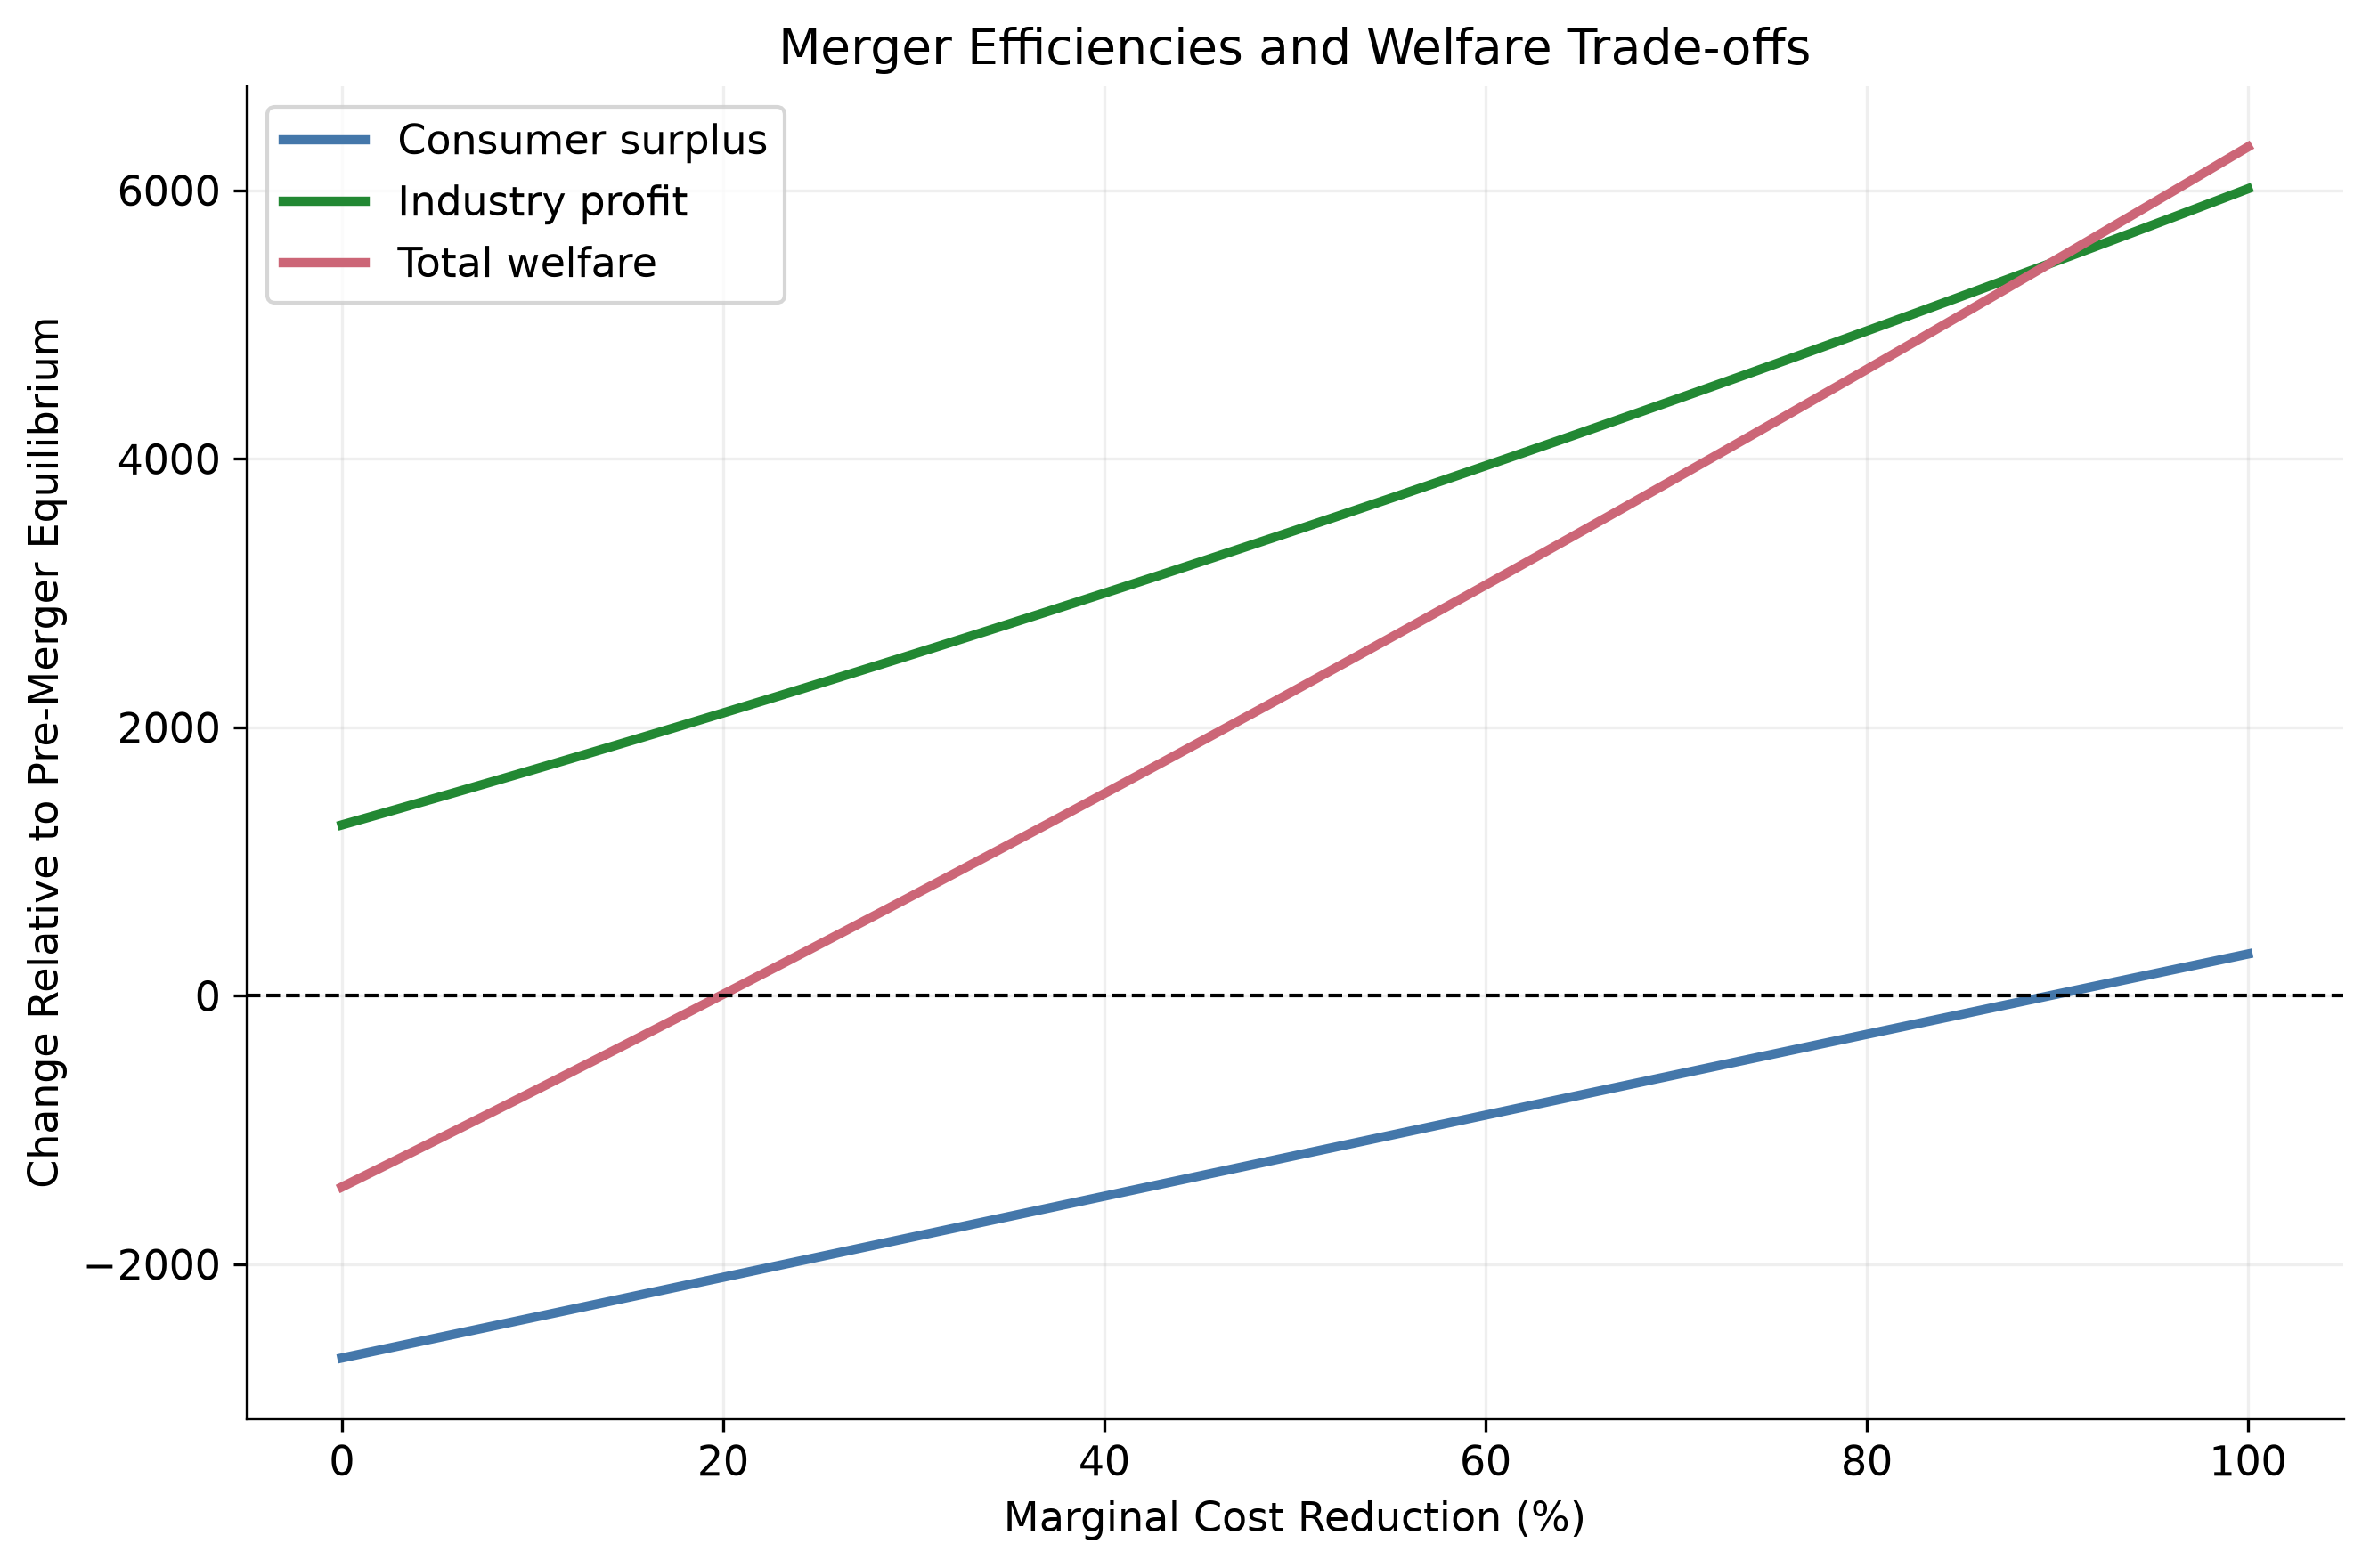 Merger Efficiencies and Welfare Trade-offs
Consumer surplus
Industry profit
Total welfare
Change Relative to Pre-Merger Equilibrium
6000
4000
2000
0
−2000
0 20 40 60 80 100
Marginal Cost Reduction (%)